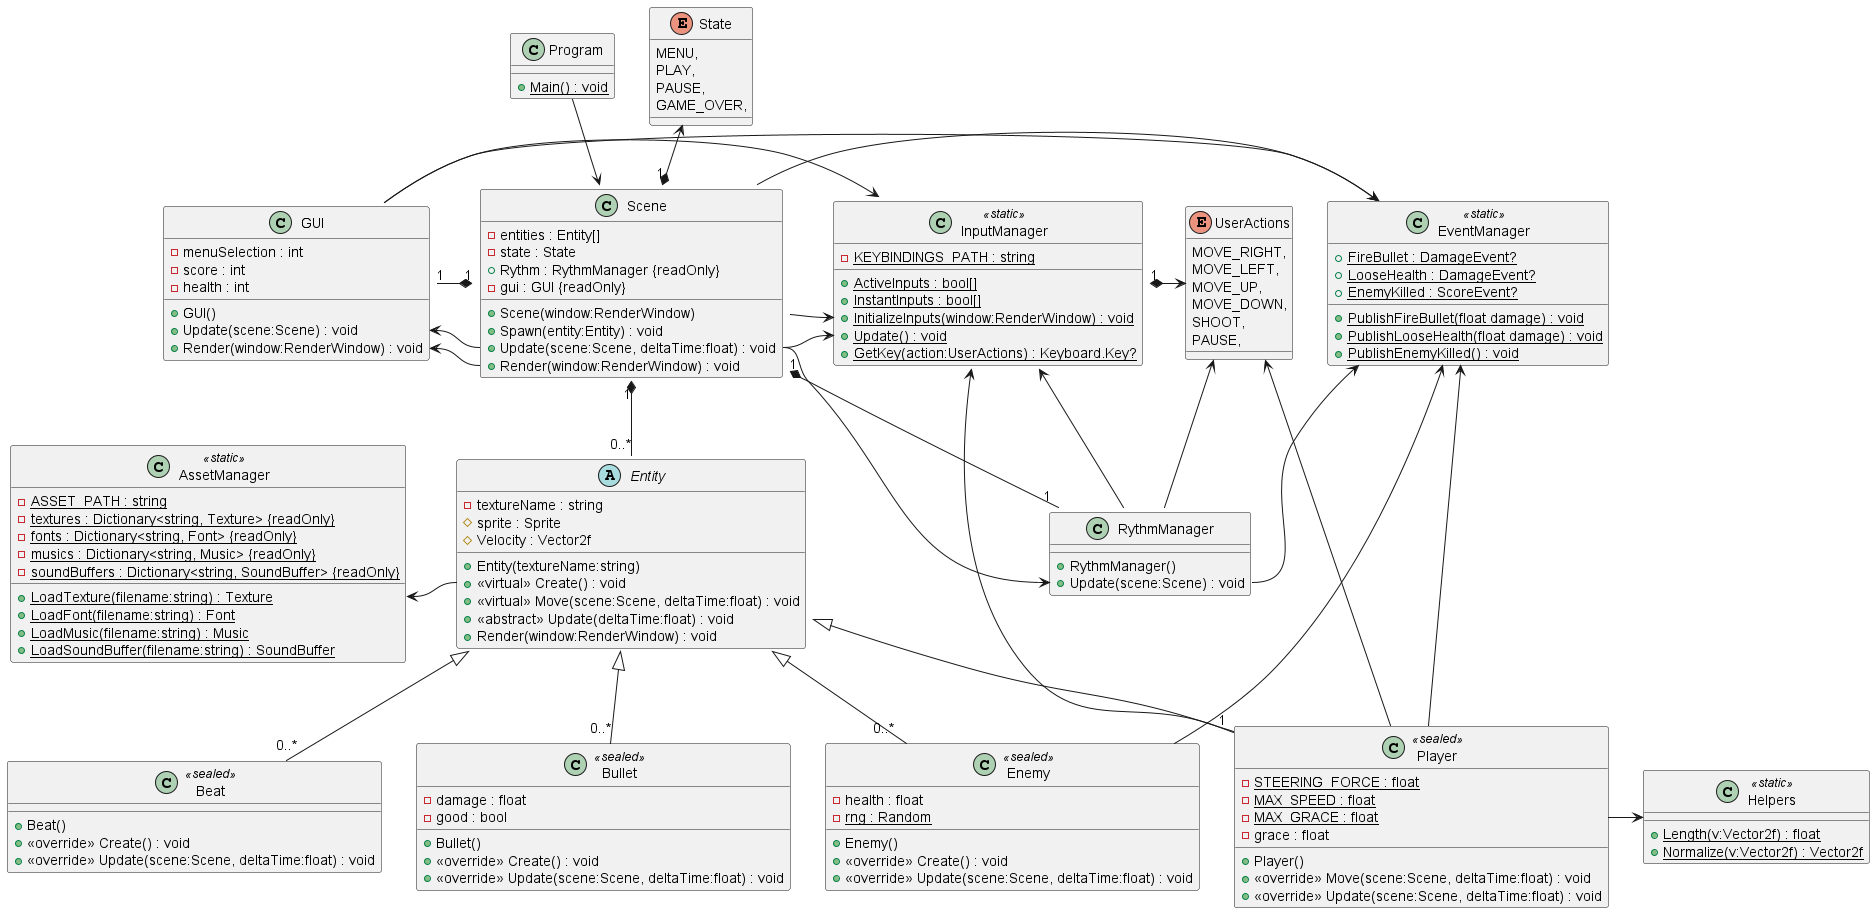 E State
MENU,
PLAY,
PAUSE,
GAME_OVER,
C Program
Main() : void
1
C GUI
menuSelection : int
score : int
health : int
GUI()
Update(scene:Scene) : void
Render(window:RenderWindow) : void
1
1
C Scene
entities : Entity[]
state : State
Rythm : RythmManager {readOnly}
gui : GUI {readOnly}
Scene(window:RenderWindow)
Spawn(entity:Entity) : void
Update(scene:Scene, deltaTime:float) : void
Render(window:RenderWindow) : void
1
1
C «static»
InputManager
KEYBINDINGS_PATH : string
ActiveInputs : bool[]
InstantInputs : bool[]
InitializeInputs(window:RenderWindow) : void
Update() : void
GetKey(action:UserActions) : Keyboard.Key?
1
E UserActions
MOVE_RIGHT,
MOVE_LEFT,
MOVE_UP,
MOVE_DOWN,
SHOOT,
PAUSE,
C «static»
EventManager
FireBullet : DamageEvent?
LooseHealth : DamageEvent?
EnemyKilled : ScoreEvent?
PublishFireBullet(float damage) : void
PublishLooseHealth(float damage) : void
PublishEnemyKilled() : void
0..*
C «static»
AssetManager
ASSET_PATH : string
textures : Dictionary<string, Texture> {readOnly}
fonts : Dictionary<string, Font> {readOnly}
musics : Dictionary<string, Music> {readOnly}
soundBuffers : Dictionary<string, SoundBuffer> {readOnly}
LoadTexture(filename:string) : Texture
LoadFont(filename:string) : Font
LoadMusic(filename:string) : Music
LoadSoundBuffer(filename:string) : SoundBuffer
A Entity
textureName : string
sprite : Sprite
Velocity : Vector2f
Entity(textureName:string)
«virtual» Create() : void
«virtual» Move(scene:Scene, deltaTime:float) : void
«abstract» Update(deltaTime:float) : void
Render(window:RenderWindow) : void
1
C RythmManager
RythmManager()
Update(scene:Scene) : void
0..*
0..*
0..*
1
C «sealed»
Beat
Beat()
«override» Create() : void
«override» Update(scene:Scene, deltaTime:float) : void
C «sealed»
Bullet
damage : float
good : bool
Bullet()
«override» Create() : void
«override» Update(scene:Scene, deltaTime:float) : void
C «sealed»
Enemy
health : float
rng : Random
Enemy()
«override» Create() : void
«override» Update(scene:Scene, deltaTime:float) : void
C «sealed»
Player
STEERING_FORCE : float
MAX_SPEED : float
MAX_GRACE : float
grace : float
Player()
«override» Move(scene:Scene, deltaTime:float) : void
«override» Update(scene:Scene, deltaTime:float) : void
C «static»
Helpers
Length(v:Vector2f) : float
Normalize(v:Vector2f) : Vector2f